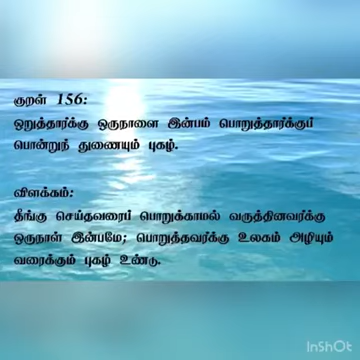 குறள் 156:
ஒறுத்தார்க்கு ஒருநாளை இன்பம் பொறுத்தார்க்குப்
பொன்றுந் துணையும் புகழ்.
விளக்கம்:
தீங்கு செய்தவரைப் பொறுக்காமல் வருத்தினவர்க்கு
ஒருநாள் இன்பமே; பொறுத்தவர்க்கு உலகம் அழியும்
வரைக்கும் புகழ் உண்டு.
InShOt